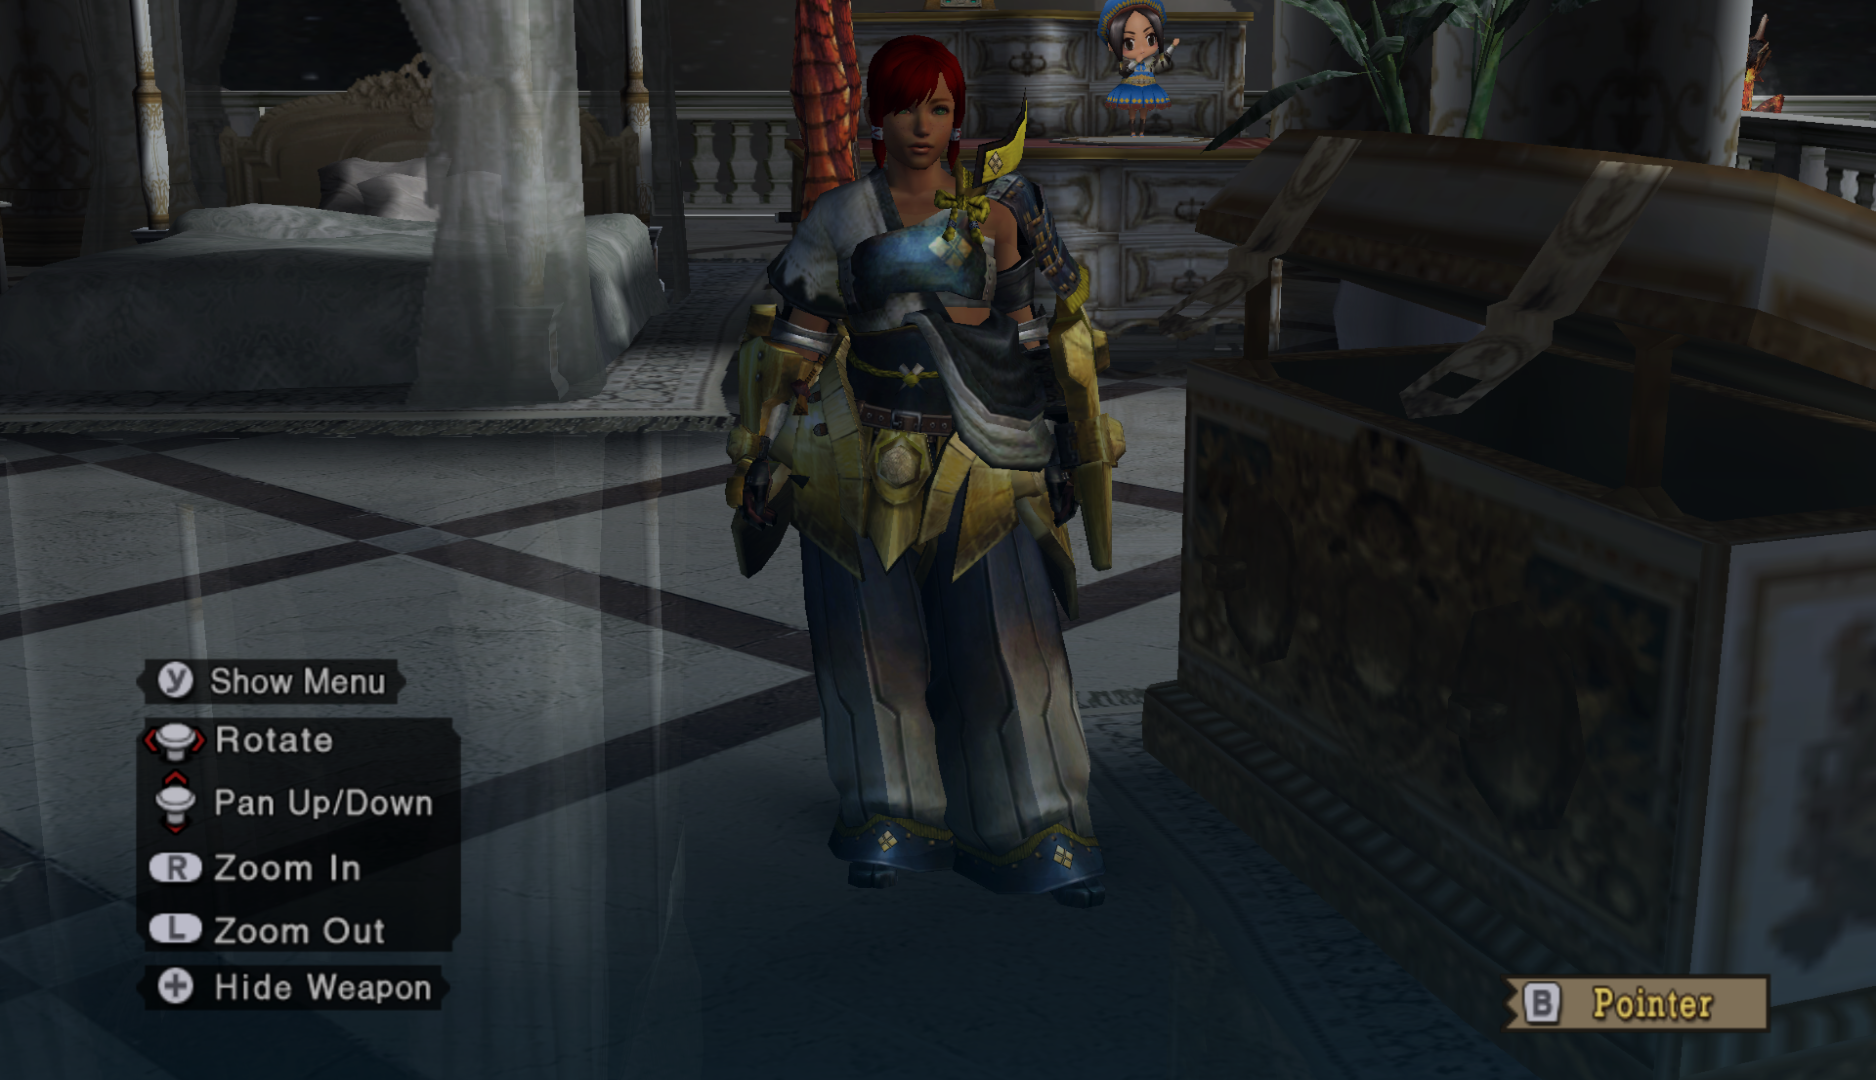 y Show Menu
Rotate
Pan Up/Down
R Zoom In
L Zoom Out
+ Hide Weapon
B Pointer